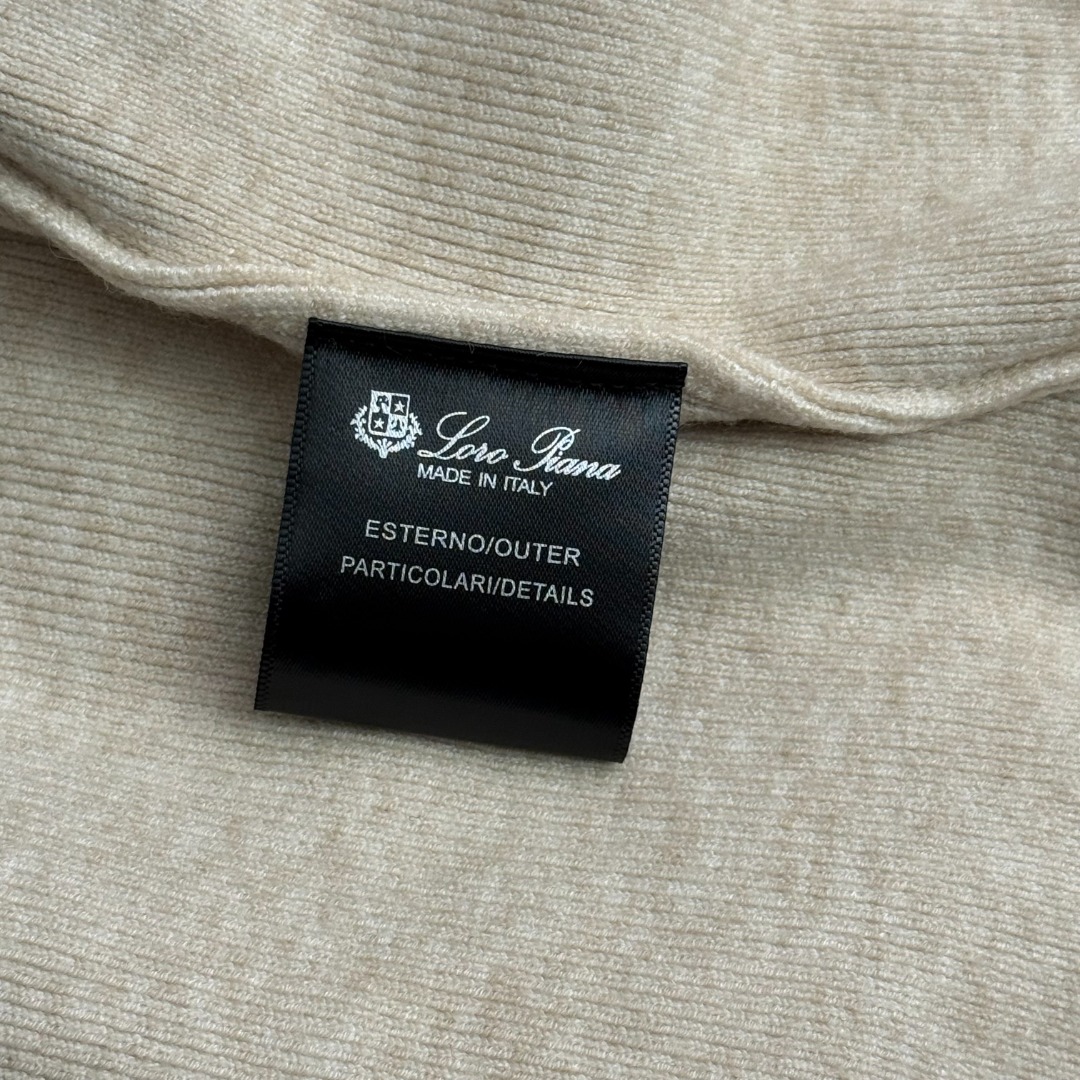 Loro Piana
MADE IN ITALY
ESTERNO/OUTER
PARTICOLARI/DETAILS